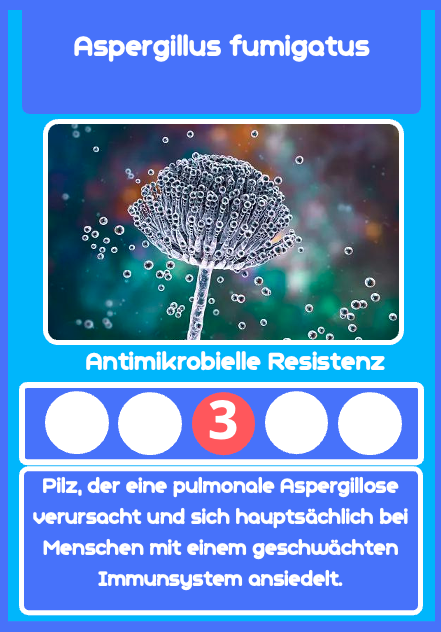 Aspergillus fumigatus
Antimikrobielle Resistenz
3
Pilz, der eine pulmonale Aspergillose
verursacht und sich hauptsächlich bei
Menschen mit einem geschwächten
Immunsystem ansiedelt.